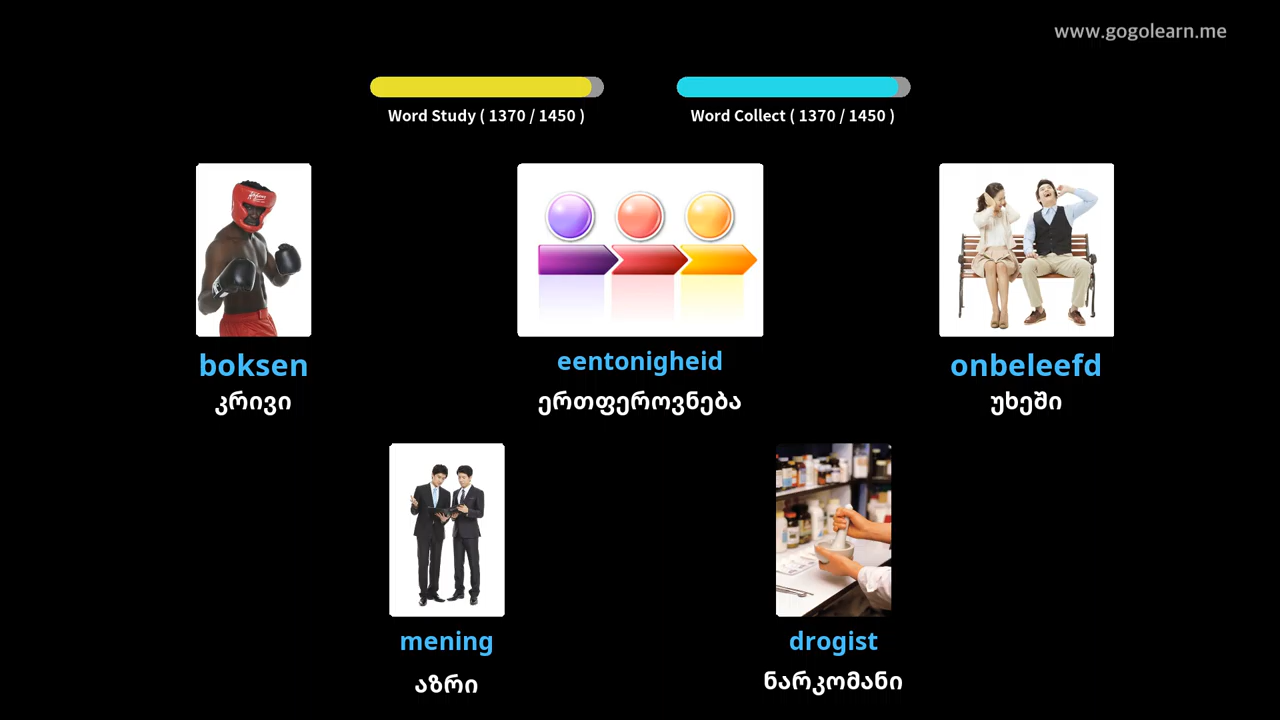 www.gogolearn.me
Word Study ( 1370 / 1450 )
Word Collect ( 1370 / 1450 )
boksen
კრივი
eentonigheid
ერთფეროვნება
onbeleefd
უხეში
mening
აზრი
drogist
ნარკომანი